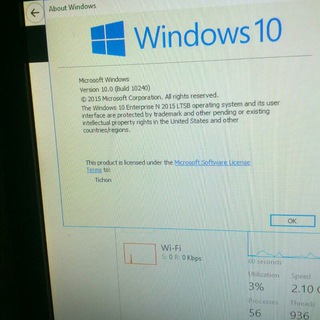 About Windows
Windows 10
Microsoft Windows
Version 10.0 (Build 10240)
© 2015 Microsoft Corporation. All rights reserved.
The Windows 10 Enterprise N 2015 LTSB operating system and its user
interface are protected by trademark and other pending or existing
intellectual property rights in the United States and other
countries/regions.
This product is licensed under the Microsoft Software License
Terms to:
Tichon
OK
Wi-Fi
S: 0 R: 0 Kbps
60 seconds
Utilization Speed
3% 2.10
Processes Threads
56 936